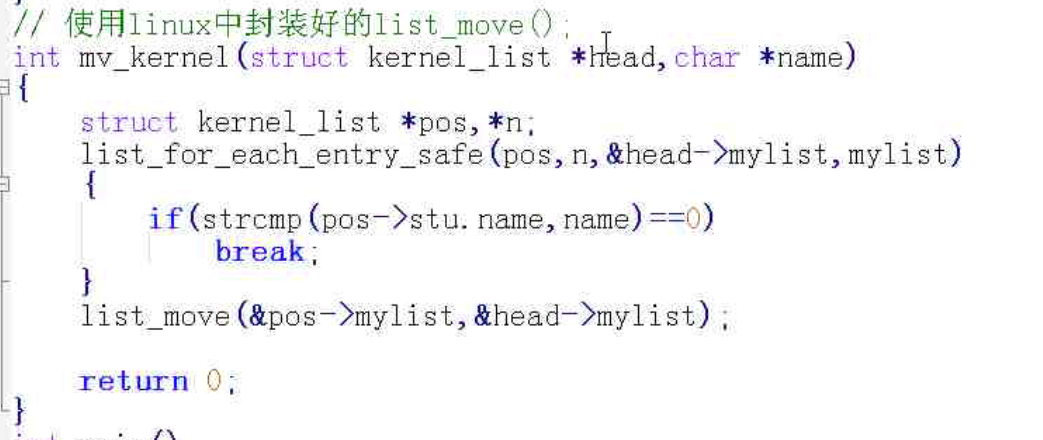 // 使用linux中封装好的list_move();
int mv_kernel(struct kernel_list *head,char *name)
{
    struct kernel_list *pos,*n;
    list_for_each_entry_safe(pos,n,&head->mylist,mylist)
    {
        if(strcmp(pos->stu.name,name)==0)
            break;
    }
    list_move(&pos->mylist,&head->mylist);
    return 0;
}